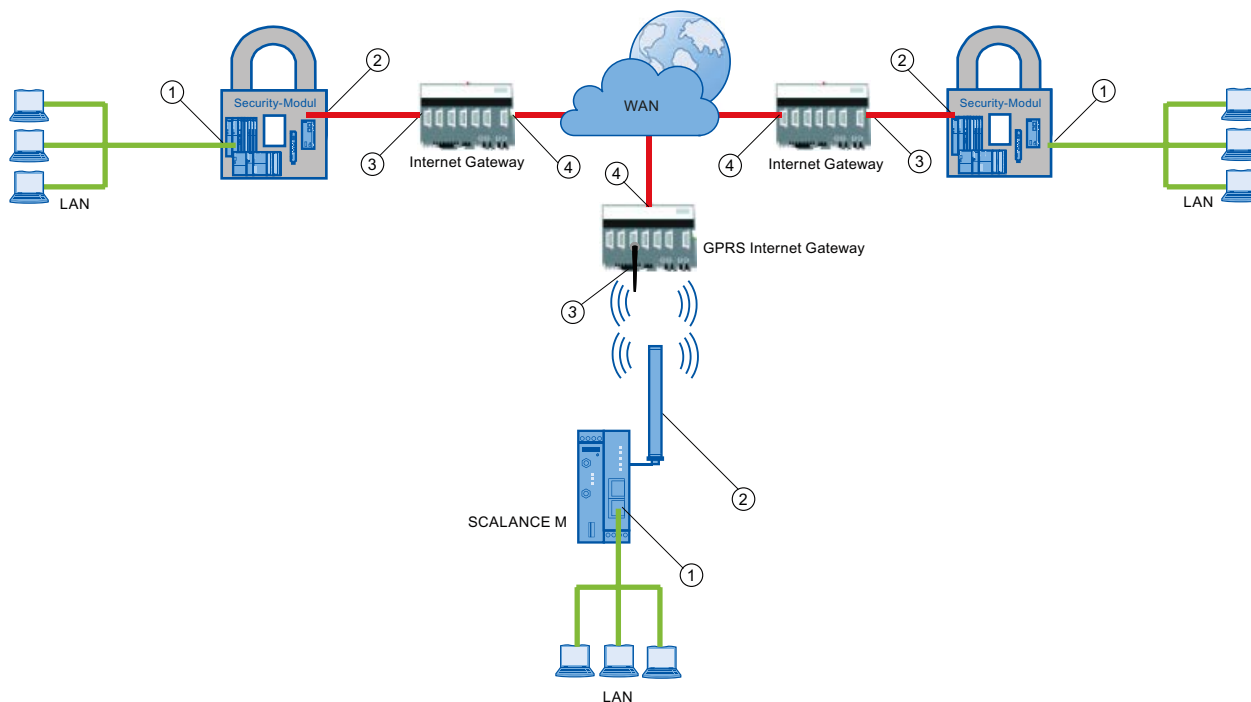 ② ②
Security-Modul Security-Modul
① WAN ①
③ Internet Gateway ④ ④ Internet Gateway ③
LAN LAN
④
GPRS Internet Gateway
③
②
SCALANCE M
①
LAN